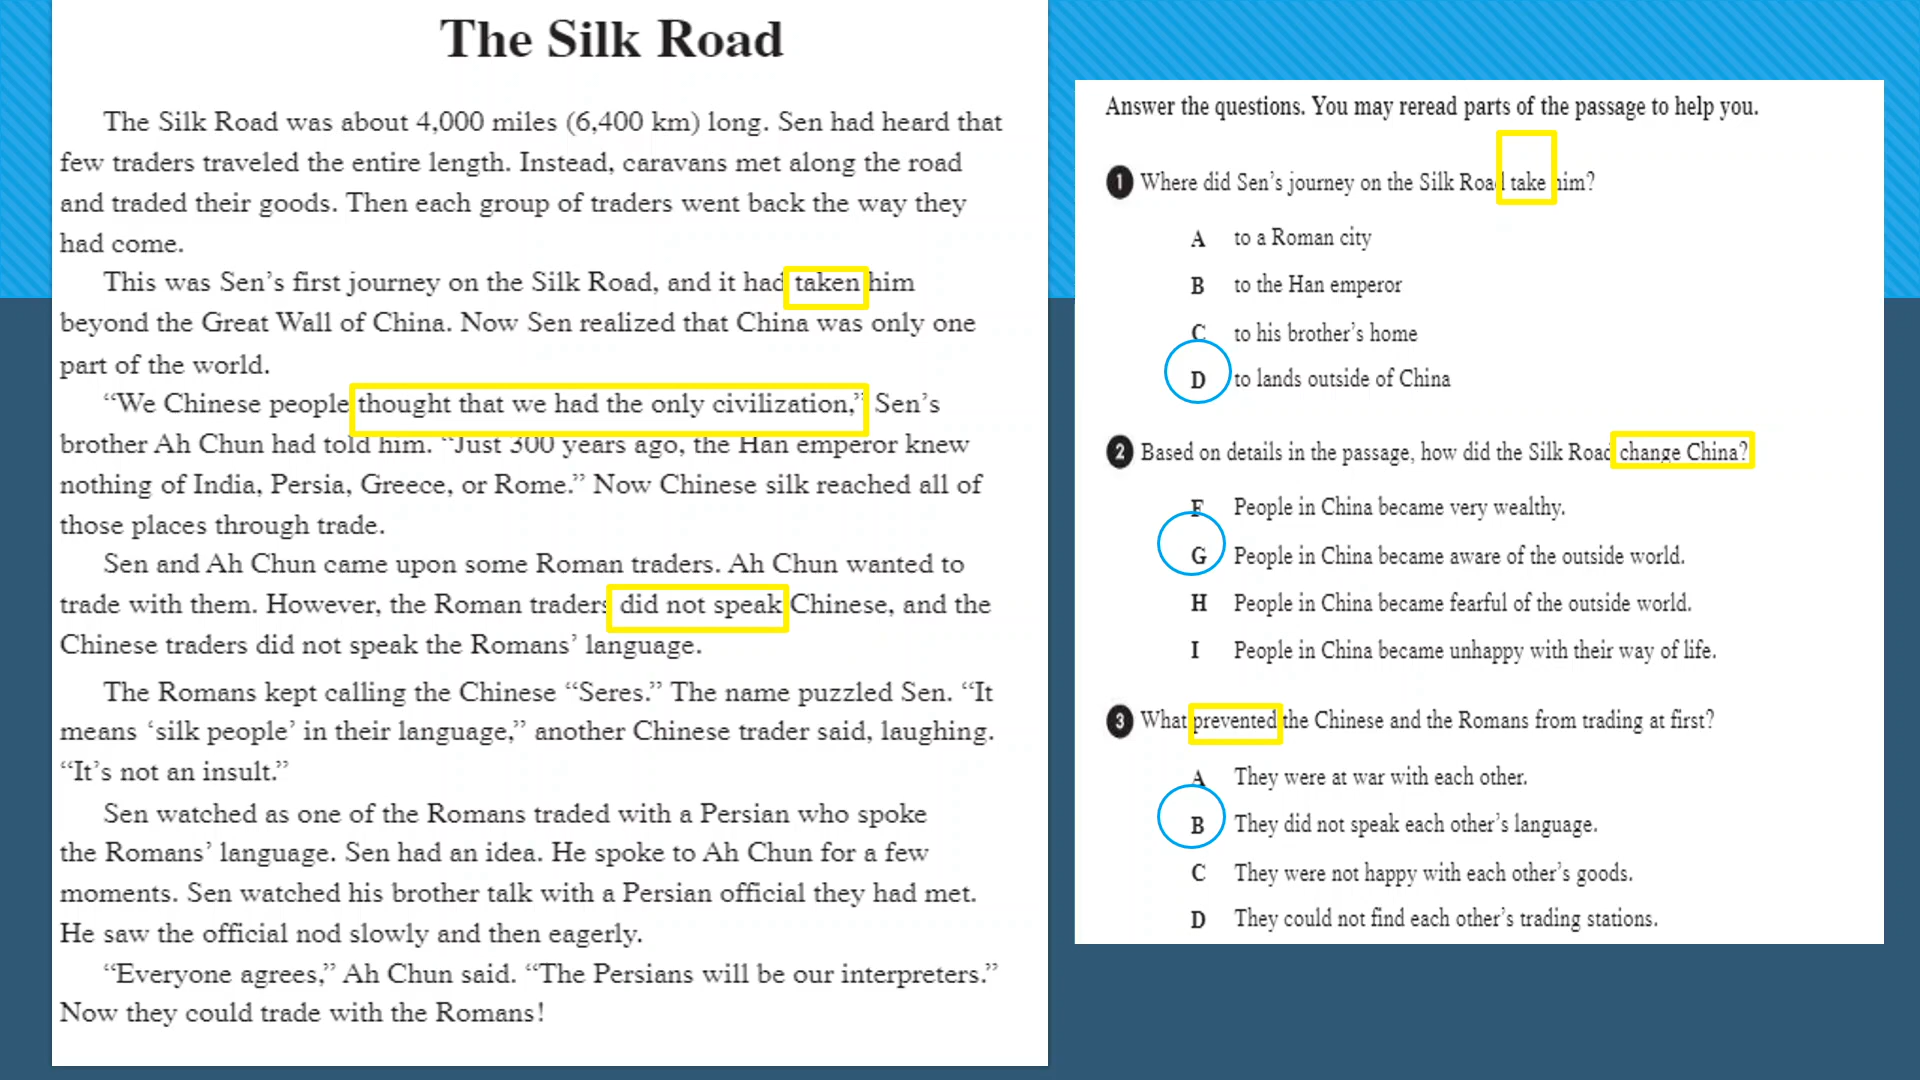 The Silk Road
The Silk Road was about 4,000 miles (6,400 km) long. Sen had heard that
few traders traveled the entire length. Instead, caravans met along the road
and traded their goods. Then each group of traders went back the way they
had come.
This was Sen's first journey on the Silk Road, and it had taken him
beyond the Great Wall of China. Now Sen realized that China was only one
part of the world.
“We Chinese people thought that we had the only civilization,” Sen's
brother Ah Chun had told him. “Just 300 years ago, the Han emperor knew
nothing of India, Persia, Greece, or Rome.” Now Chinese silk reached all of
those places through trade.
Sen and Ah Chun came upon some Roman traders. Ah Chun wanted to
trade with them. However, the Roman traders did not speak Chinese, and the
Chinese traders did not speak the Romans' language.
The Romans kept calling the Chinese “Seres.” The name puzzled Sen. “It
means ‘silk people’ in their language,” another Chinese trader said, laughing.
“It's not an insult.”
Sen watched as one of the Romans traded with a Persian who spoke
the Romans' language. Sen had an idea. He spoke to Ah Chun for a few
moments. Sen watched his brother talk with a Persian official they had met.
He saw the official nod slowly and then eagerly.
“Everyone agrees,” Ah Chun said. “The Persians will be our interpreters.”
Now they could trade with the Romans!
Answer the questions. You may reread parts of the passage to help you.
1 Where did Sen's journey on the Silk Road take him?
A to a Roman city
B to the Han emperor
C to his brother's home
D to lands outside of China
2 Based on details in the passage, how did the Silk Road change China?
F People in China became very wealthy.
G People in China became aware of the outside world.
H People in China became fearful of the outside world.
I People in China became unhappy with their way of life.
3 What prevented the Chinese and the Romans from trading at first?
A They were at war with each other.
B They did not speak each other's language.
C They were not happy with each other's goods.
D They could not find each other's trading stations.